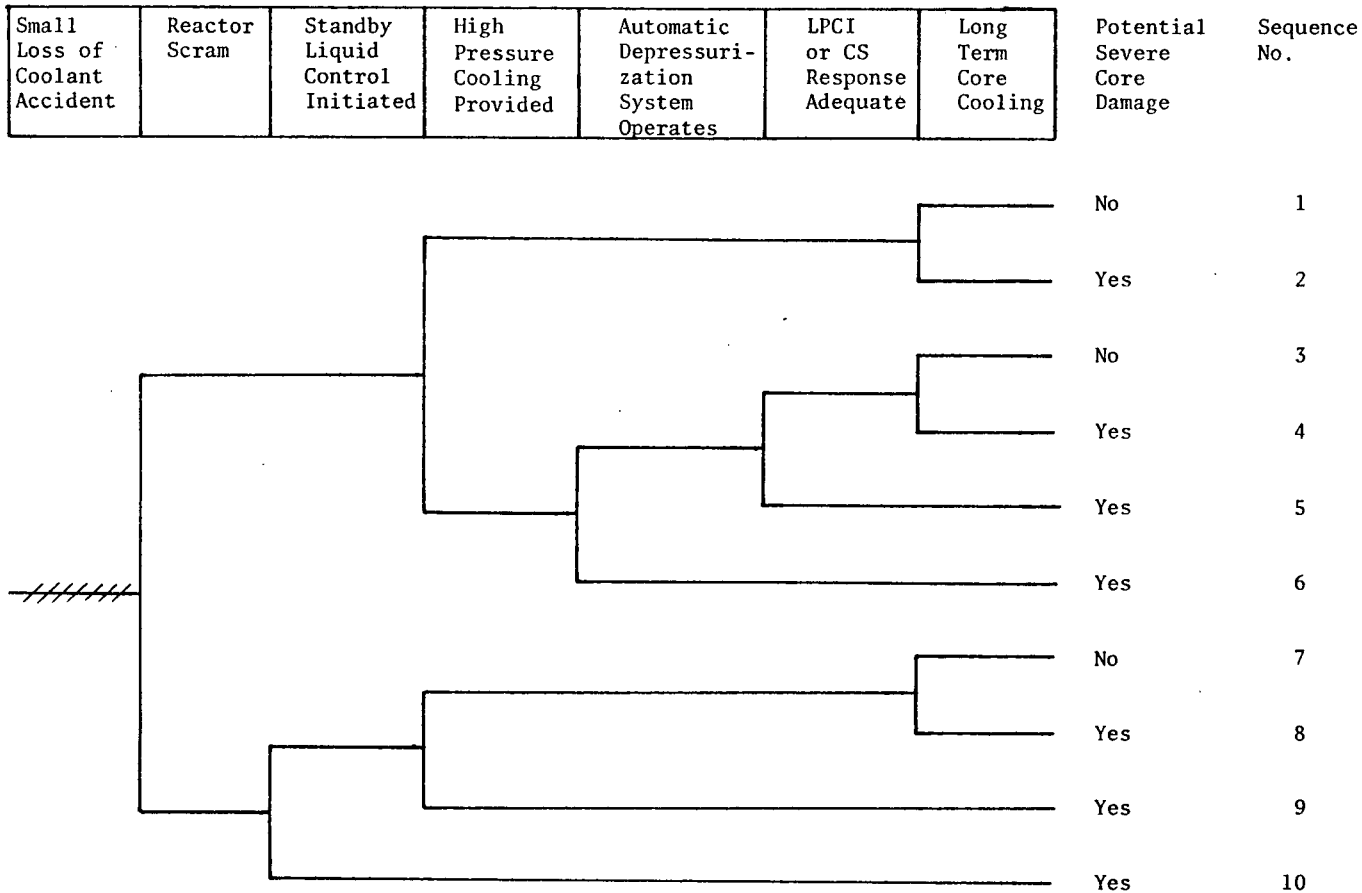 Small
Loss of
Coolant
Accident
Reactor
Scram
Standby
Liquid
Control
Initiated
High
Pressure
Cooling
Provided
Automatic
Depressuri-
zation
System
Operates
LPCI
or CS
Response
Adequate
Long
Term
Core
Cooling
Potential
Severe
Core
Damage
Sequence
No.
No 1
Yes 2
No 3
Yes 4
Yes 5
Yes 6
No 7
Yes 8
Yes 9
Yes 10